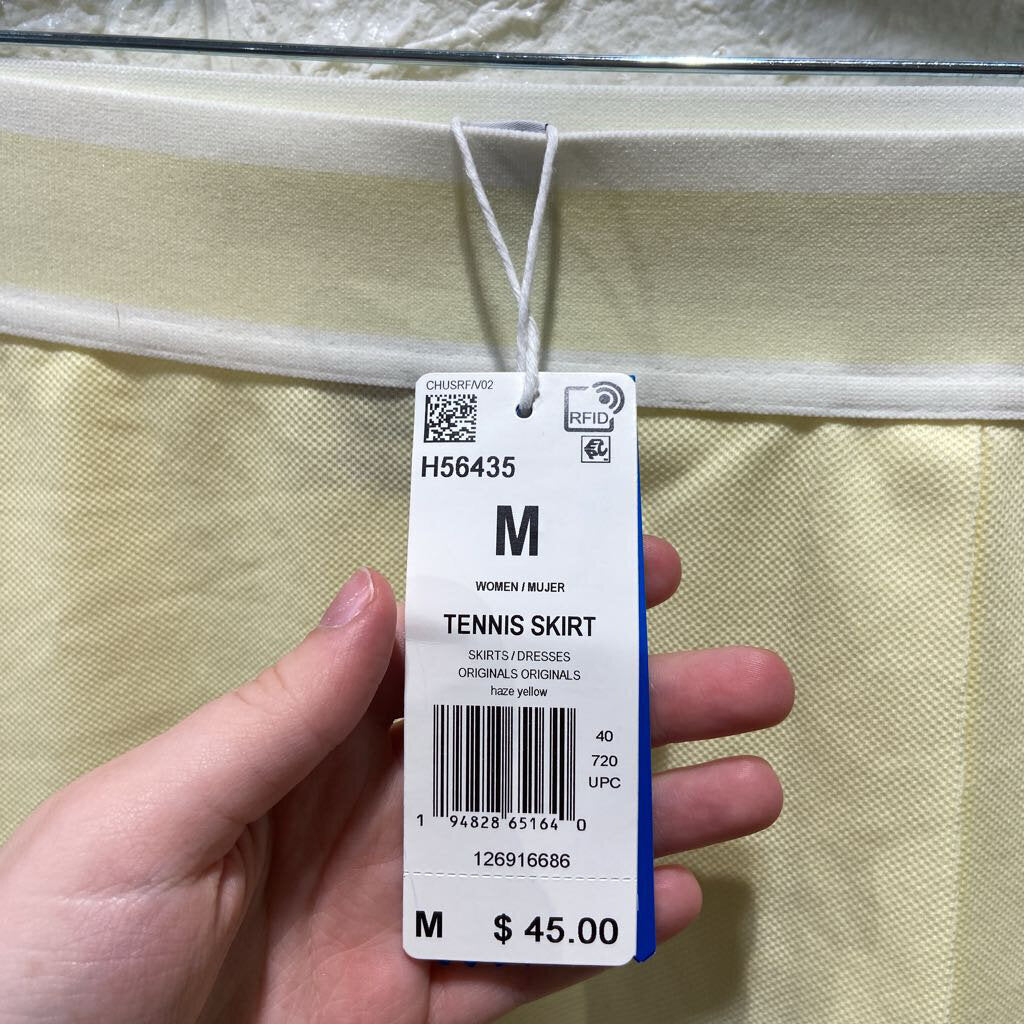 CHUSRF/V02
RFID
H56435
M
WOMEN / MUJER
TENNIS SKIRT
SKIRTS / DRESSES
ORIGINALS ORIGINALS
haze yellow
40
720
UPC
1 94828 65164 0
126916686
M $ 45.00